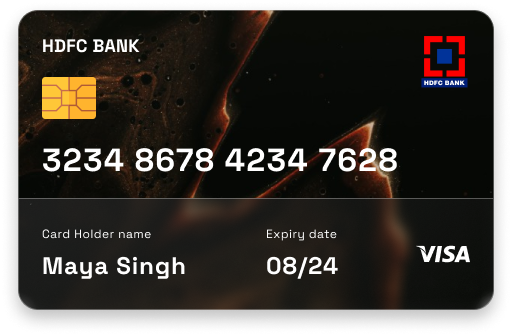 HDFC BANK
HDFC BANK
3234 8678 4234 7628
Card Holder name
Expiry date
Maya Singh
08/24
VISA